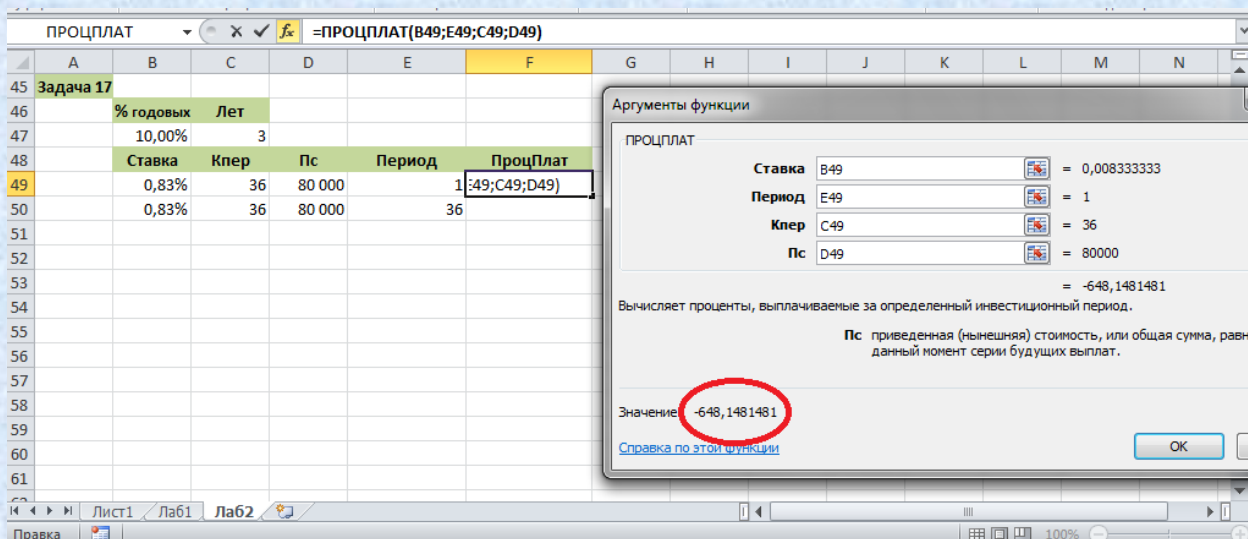 ПРОЦПЛАТ fx =ПРОЦПЛАТ(B49;E49;C49;D49)
A B C D E F G H I J K L M N
45 Задача 17
46 % годовых Лет
47 10,00% 3
48 Ставка Кпер Пс Период ПроцПлат
49 0,83% 36 80 000 1 E49;C49;D49)
50 0,83% 36 80 000 36
51
52
53
54
55
56
57
58
59
60
61
Аргументы функции
ПРОЦПЛАТ
Ставка B49 = 0,008333333
Период E49 = 1
Кпер C49 = 36
Пс D49 = 80000
= -648,1481481
Вычисляет проценты, выплачиваемые за определенный инвестиционный период.
Пс приведенная (нынешняя) стоимость, или общая сумма, равн
данный момент серии будущих выплат.
Значение: -648,1481481
Справка по этой функции
OK
Лист1 Лаб1 Лаб2
Правка 100%